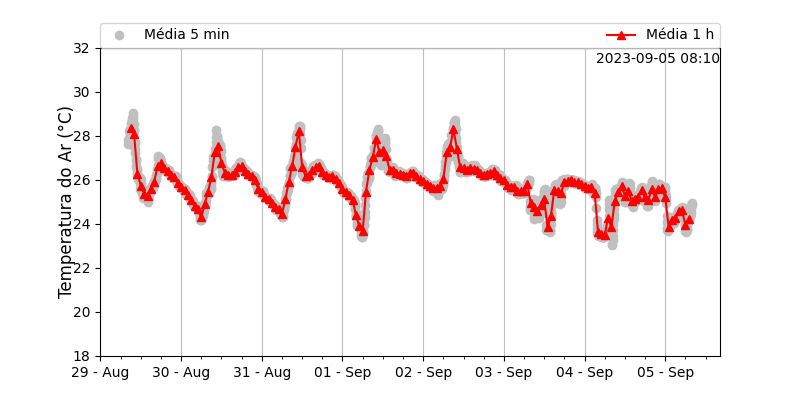 Média 5 min
Média 1 h
2023-09-05 08:10
Temperatura do Ar (°C)
32
30
28
26
24
22
20
18
29 - Aug
30 - Aug
31 - Aug
01 - Sep
02 - Sep
03 - Sep
04 - Sep
05 - Sep